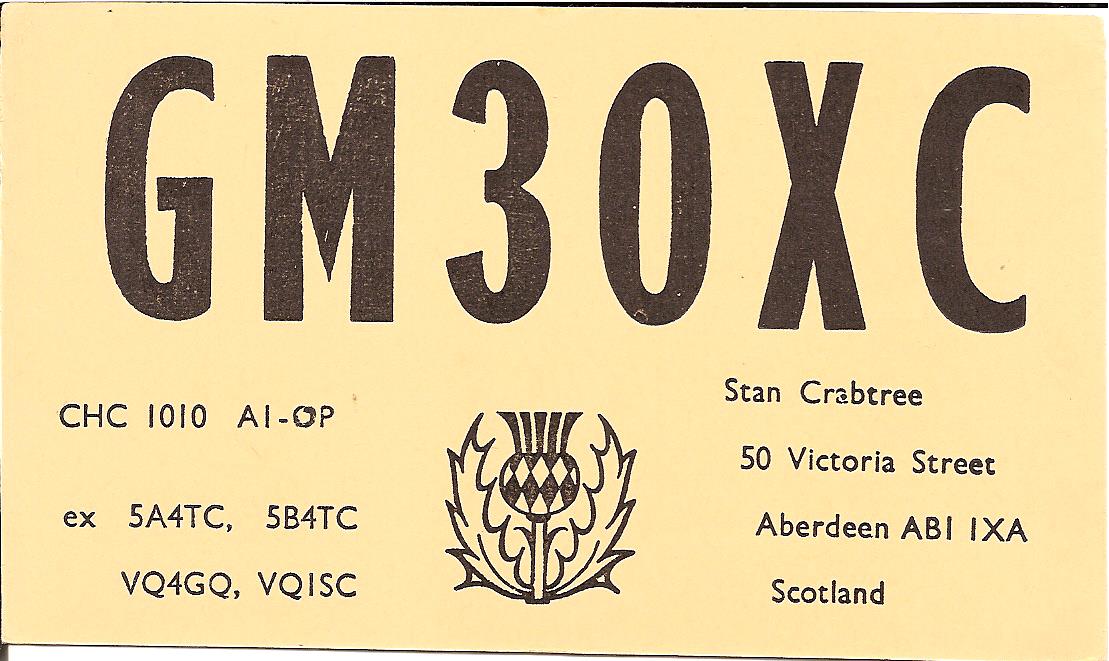 GM3OXC
CHC 1010 A1-OP
ex 5A4TC, 5B4TC
VQ4GQ, VQ1SC
Stan Crabtree
50 Victoria Street
Aberdeen AB1 1XA
Scotland